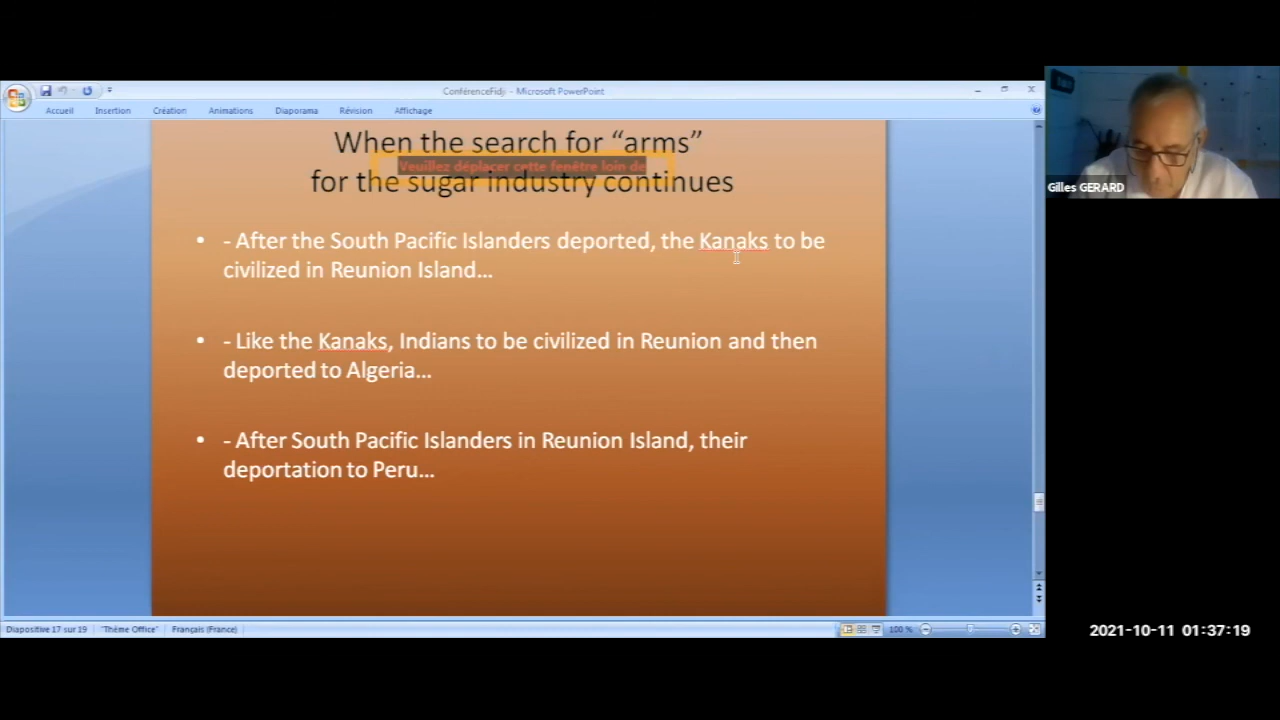 ConférenceFidji - Microsoft PowerPoint
Accueil Insertion Création Animations Diaporama Révision Affichage
When the search for “arms”
Veuillez déplacer cette fenêtre loin de
for the sugar industry continues
• - After the South Pacific Islanders deported, the Kanaks to be
civilized in Reunion Island...
• - Like the Kanaks, Indians to be civilized in Reunion and then
deported to Algeria...
• - After South Pacific Islanders in Reunion Island, their
deportation to Peru...
Diapositive 17 sur 19 "Thème Office" Français (France) 100 %
Gilles GERARD
2021-10-11 01:37:19